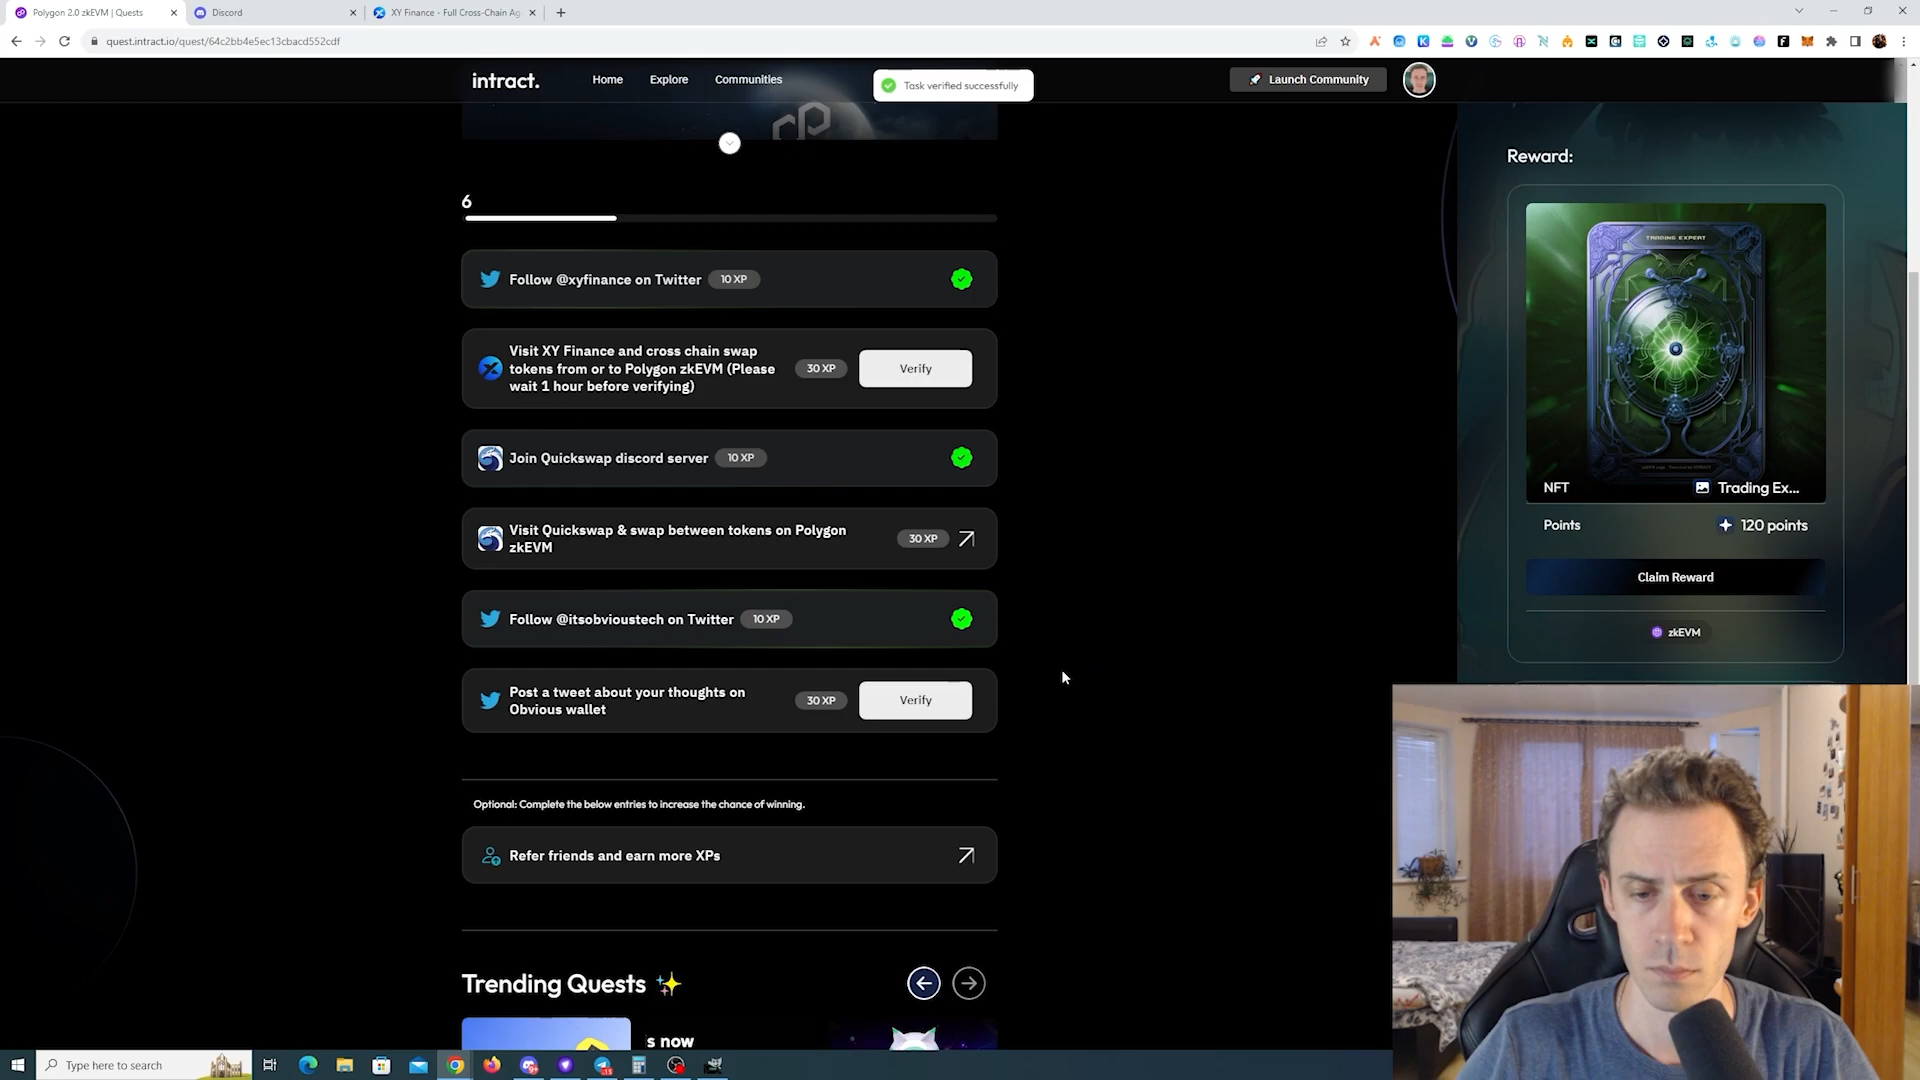 Polygon 2.0 zkEVM | Quests
Discord
XY Finance - Full Cross-Chain Ag
quest.intract.io/quest/64c2bb4e5ec13cbacd552cdf
intract.
Home
Explore
Communities
Task verified successfully
🚀 Launch Community
6
Follow @xyfinance on Twitter
10 XP
Visit XY Finance and cross chain swap
tokens from or to Polygon zkEVM (Please
wait 1 hour before verifying)
30 XP
Verify
Join Quickswap discord server
10 XP
Visit Quickswap & swap between tokens on Polygon
zkEVM
30 XP
Follow @itsobvioustech on Twitter
10 XP
Post a tweet about your thoughts on
Obvious wallet
30 XP
Verify
Optional: Complete the below entries to increase the chance of winning.
Refer friends and earn more XPs
Trending Quests ✨
s now
Reward:
TRADING EXPERT
NFT
Trading Ex...
Points
120 points
Claim Reward
zkEVM
Type here to search